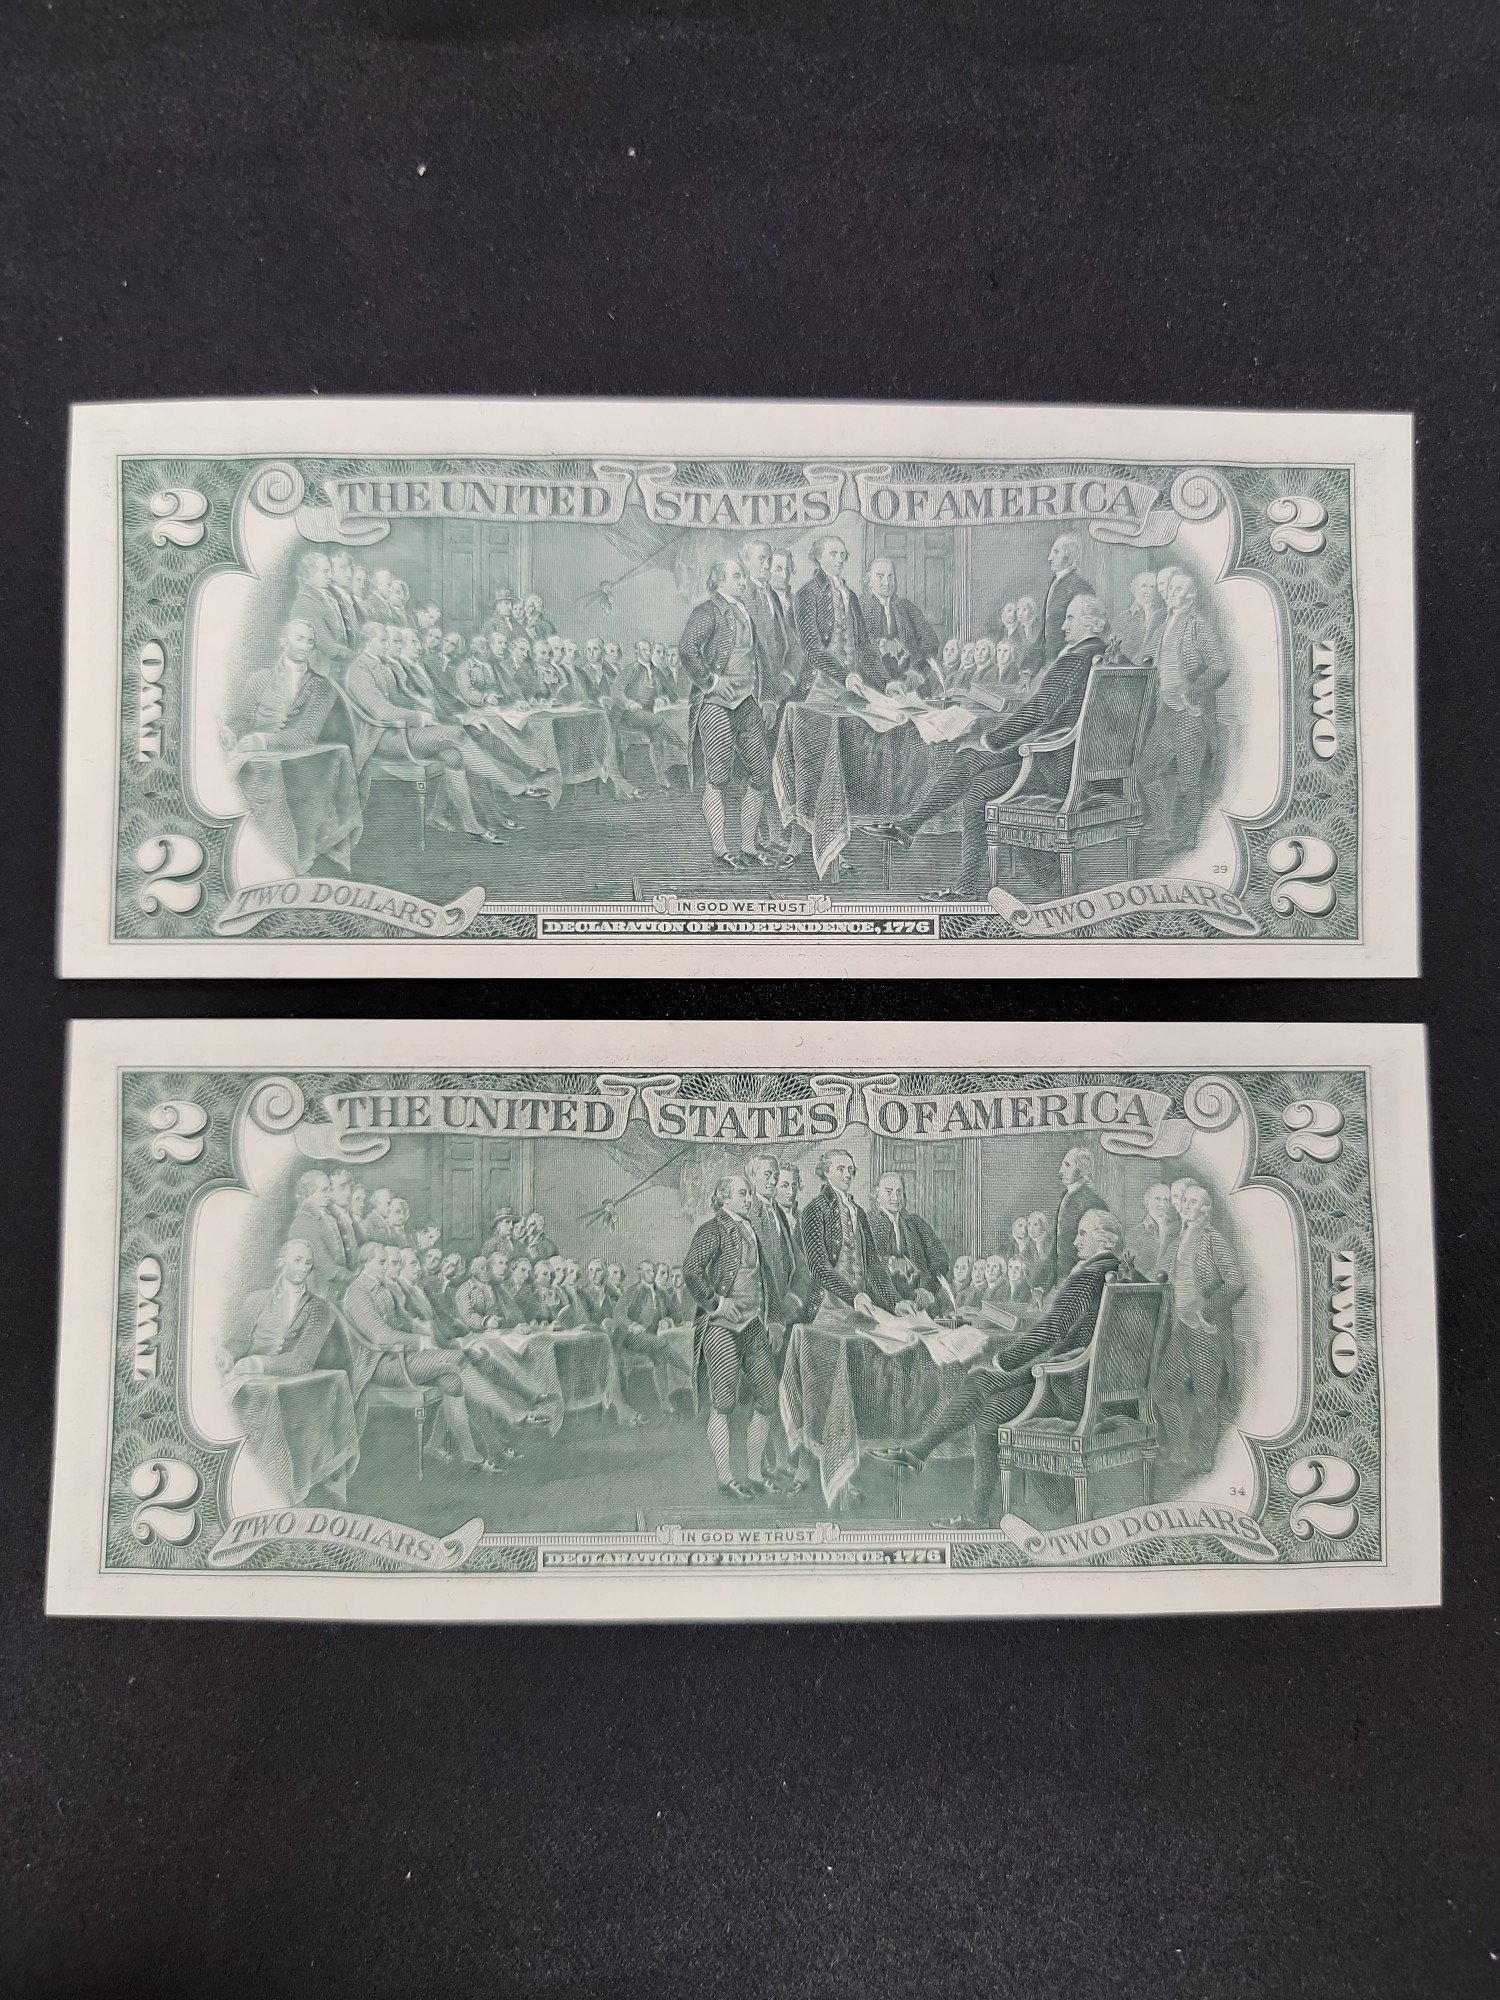 2 THE UNITED STATES OF AMERICA 2
TWO TWO
29
2 TWO DOLLARS IN GOD WE TRUST TWO DOLLARS 2
DECLARATION OF INDEPENDENCE, 1776
2 THE UNITED STATES OF AMERICA 2
TWO TWO
34
2 TWO DOLLARS IN GOD WE TRUST TWO DOLLARS 2
DECLARATION OF INDEPENDENCE, 1776